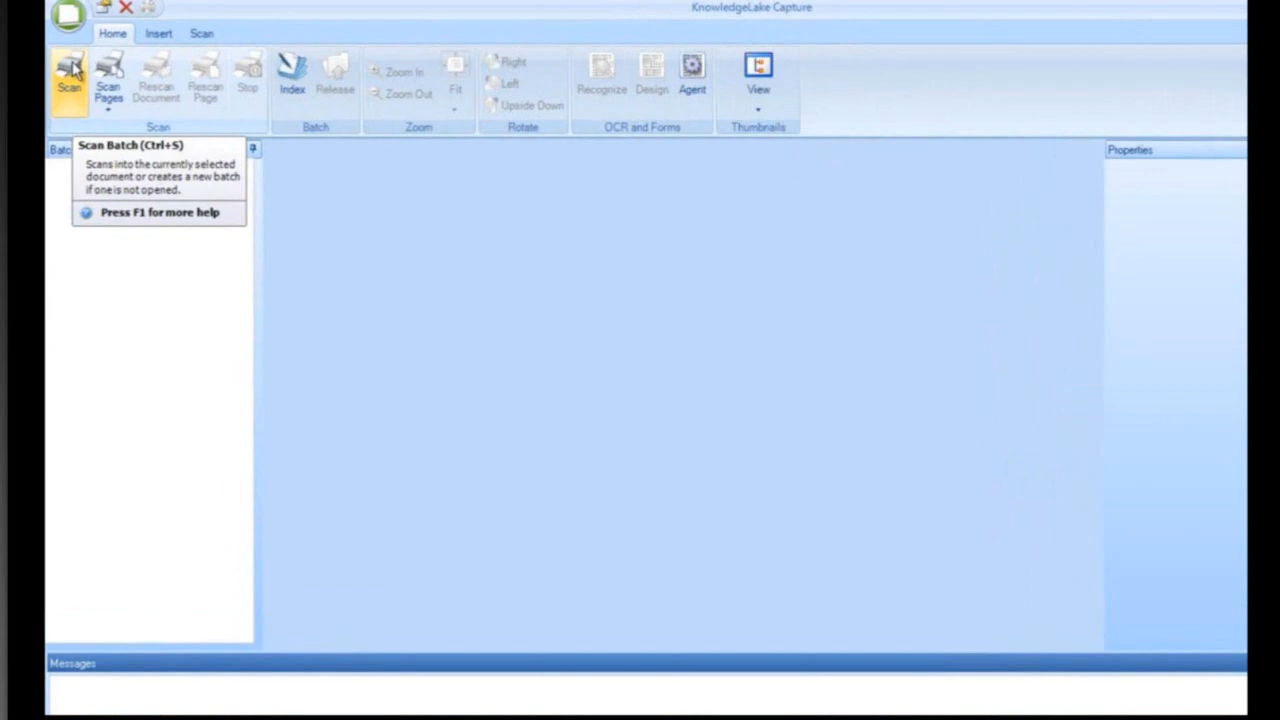 KnowledgeLake Capture
Home Insert Scan
Scan Scan Pages Rescan Document Rescan Page Stop Index Release Zoom In Zoom Out Fit Right Left Upside Down Recognize Design Agent View
Scan Batch Zoom Rotate OCR and Forms Thumbnails
Scan Batch (Ctrl+S)
Scans into the currently selected
document or creates a new batch
if one is not opened.
Press F1 for more help
Properties
Messages